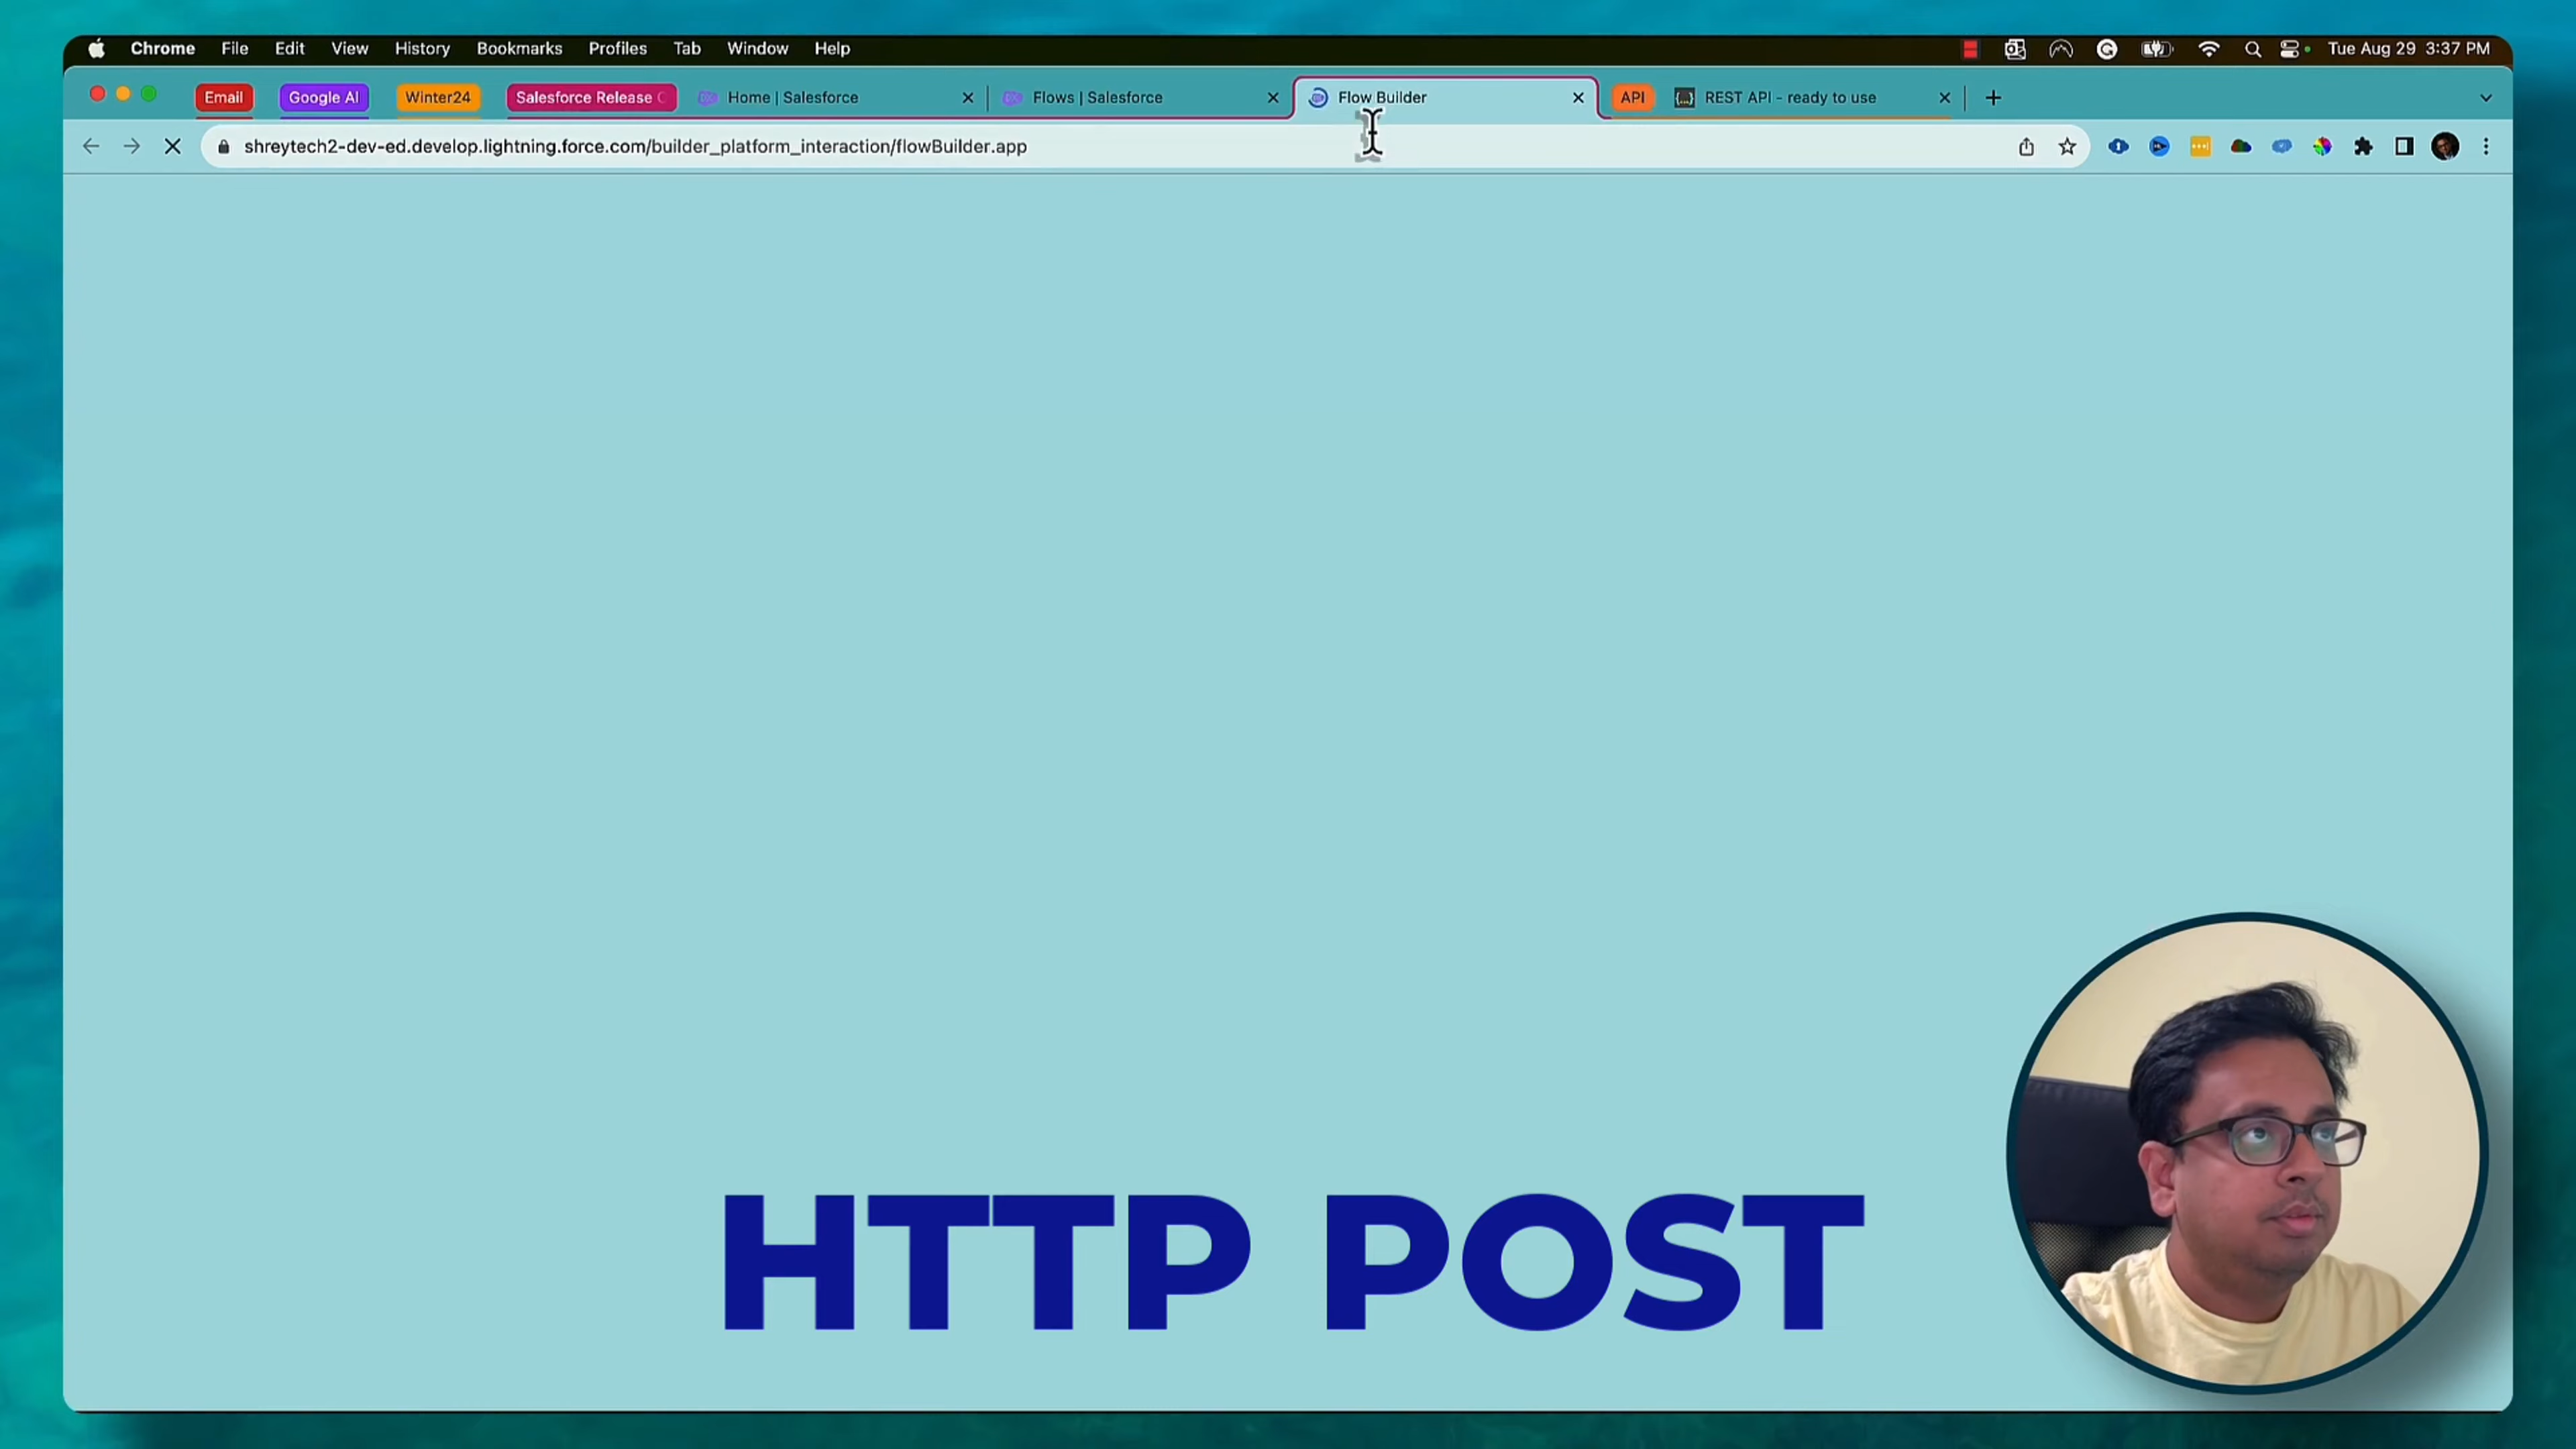 Chrome File Edit View History Bookmarks Profiles Tab Window Help Tue Aug 29 3:37 PM
Email Google AI Winter24 Salesforce Release Home | Salesforce Flows | Salesforce Flow Builder API REST API - ready to use
shreytech2-dev-ed.develop.lightning.force.com/builder_platform_interaction/flowBuilder.app
HTTP POST